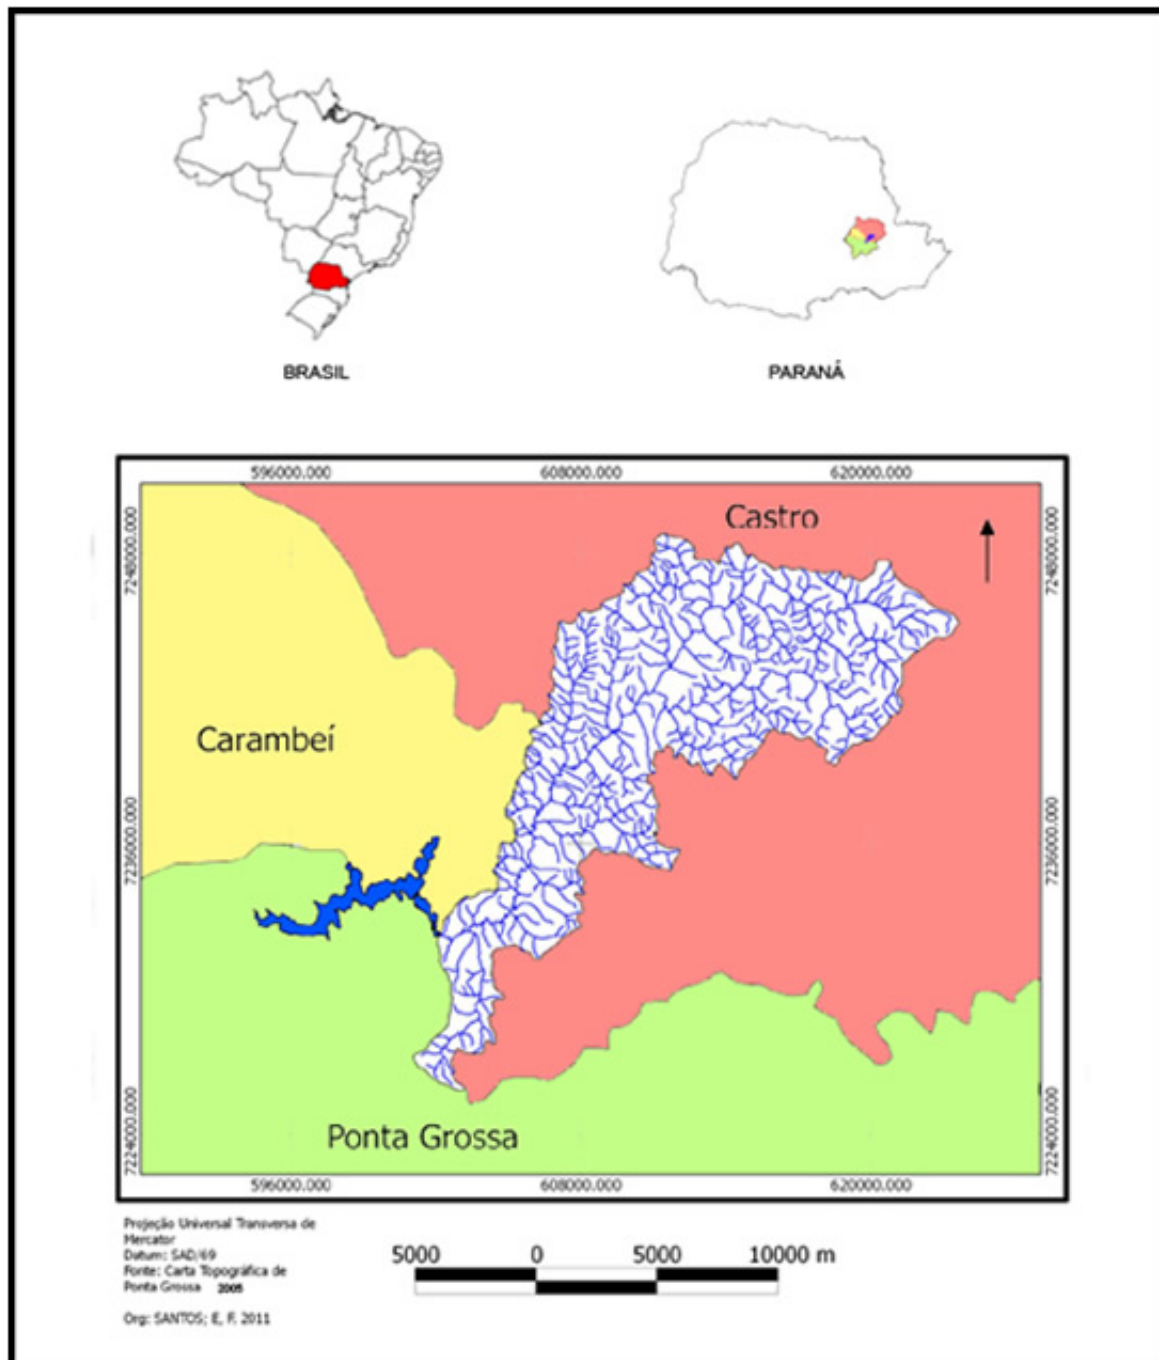 BRASIL
PARANÁ
596000.000
608000.000
620000.000
7248000.000
7248000.000
Castro
Carambeí
7236000.000
7236000.000
Ponta Grossa
7224000.000
7224000.000
596000.000
608000.000
620000.000
Projeção Universal Transversa de
Mercator
Datum: SAD/69
Fonte: Carta Topográfica de
Ponta Grossa 2005
Org: SANTOS; E, F. 2011
5000 0 5000 10000 m